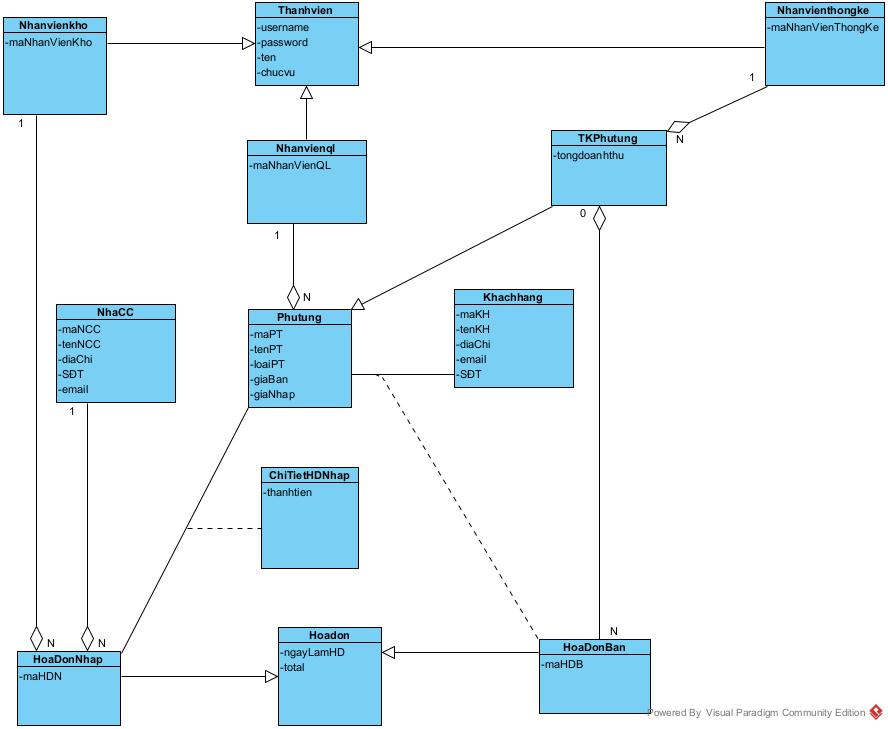 Nhanvienkho
-maNhanVienKho
Thanhvien
-username
-password
-ten
-chucvu
Nhanvienthongke
-maNhanVienThongKe
1
1
Nhanvienql
-maNhanVienQL
TKPhutung
-tongdoanhthu
N
0
1
N
NhaCC
-maNCC
-tenNCC
-diaChi
-SĐT
-email
1
Phutung
-maPT
-tenPT
-loaiPT
-giaBan
-giaNhap
Khachhang
-maKH
-tenKH
-diaChi
-email
-SĐT
ChiTietHDNhap
-thanhtien
N
N
HoaDonNhap
-maHDN
Hoadon
-ngayLamHD
-total
N
HoaDonBan
-maHDB
Powered By Visual Paradigm Community Edition